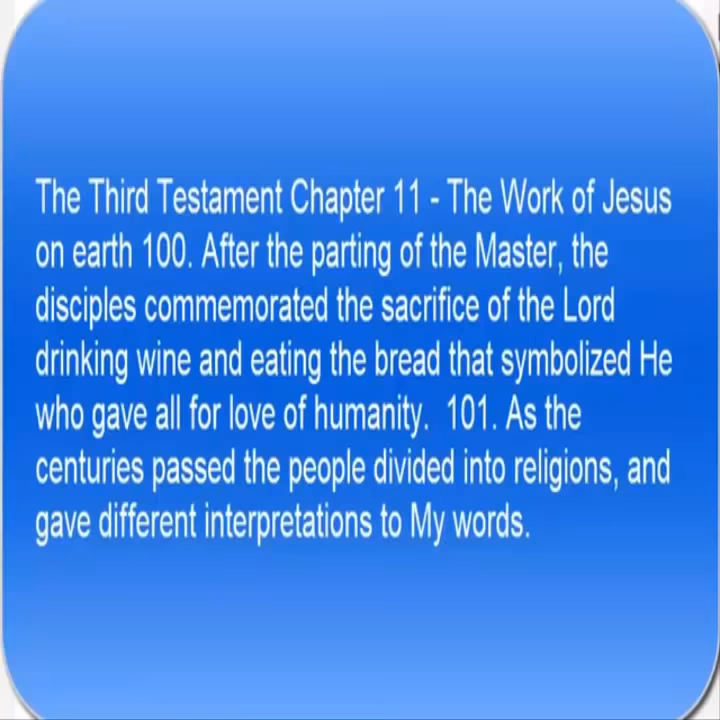 The Third Testament Chapter 11 - The Work of Jesus
on earth 100. After the parting of the Master, the
disciples commemorated the sacrifice of the Lord
drinking wine and eating the bread that symbolized He
who gave all for love of humanity.  101. As the
centuries passed the people divided into religions, and
gave different interpretations to My words.